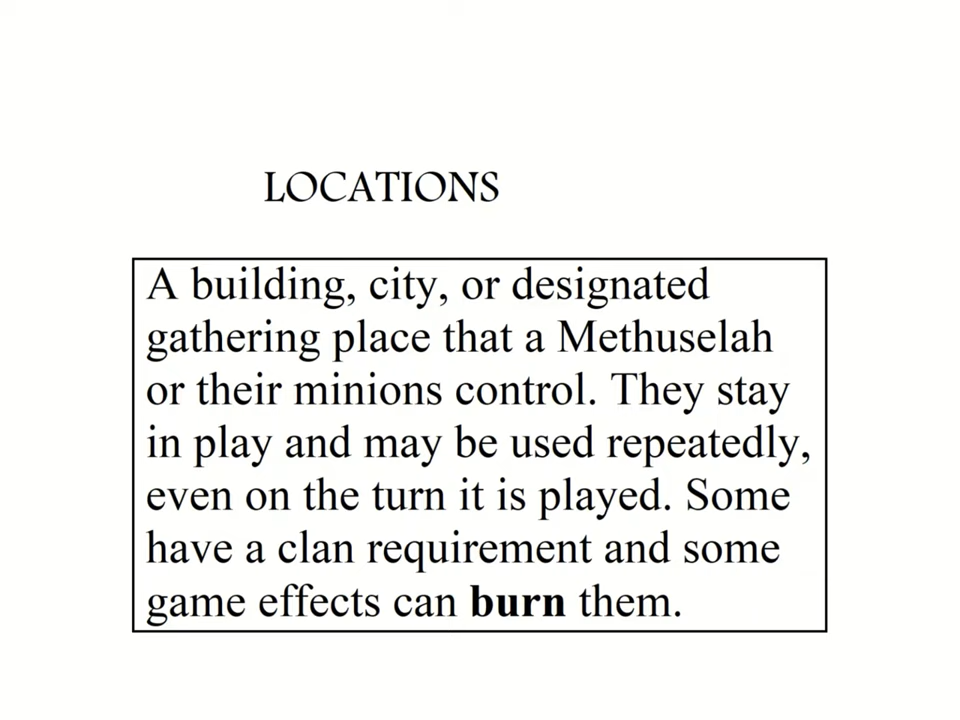 LOCATIONS
A building, city, or designated
gathering place that a Methuselah
or their minions control. They stay
in play and may be used repeatedly,
even on the turn it is played. Some
have a clan requirement and some
game effects can burn them.